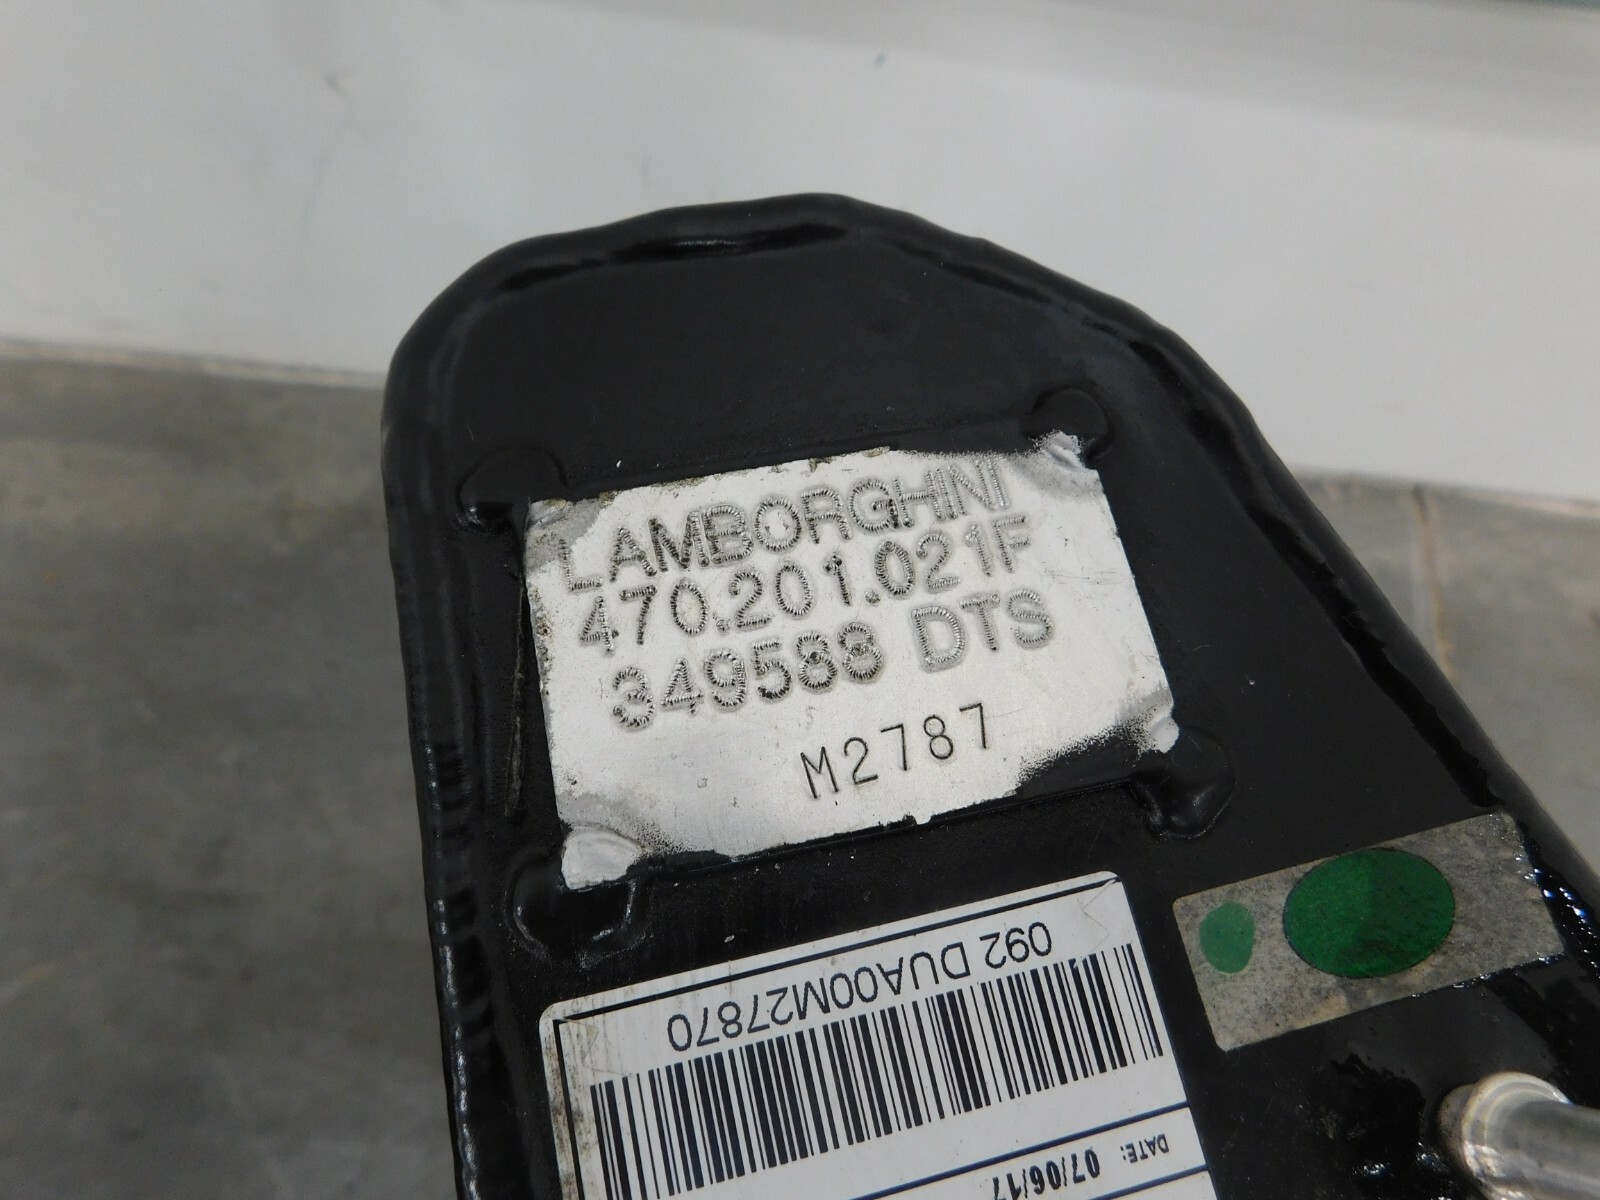 LAMBORGHINI
470.201.021F
349588 DTS
M2787
092 DUA00M27870
DATE: 07/06/17